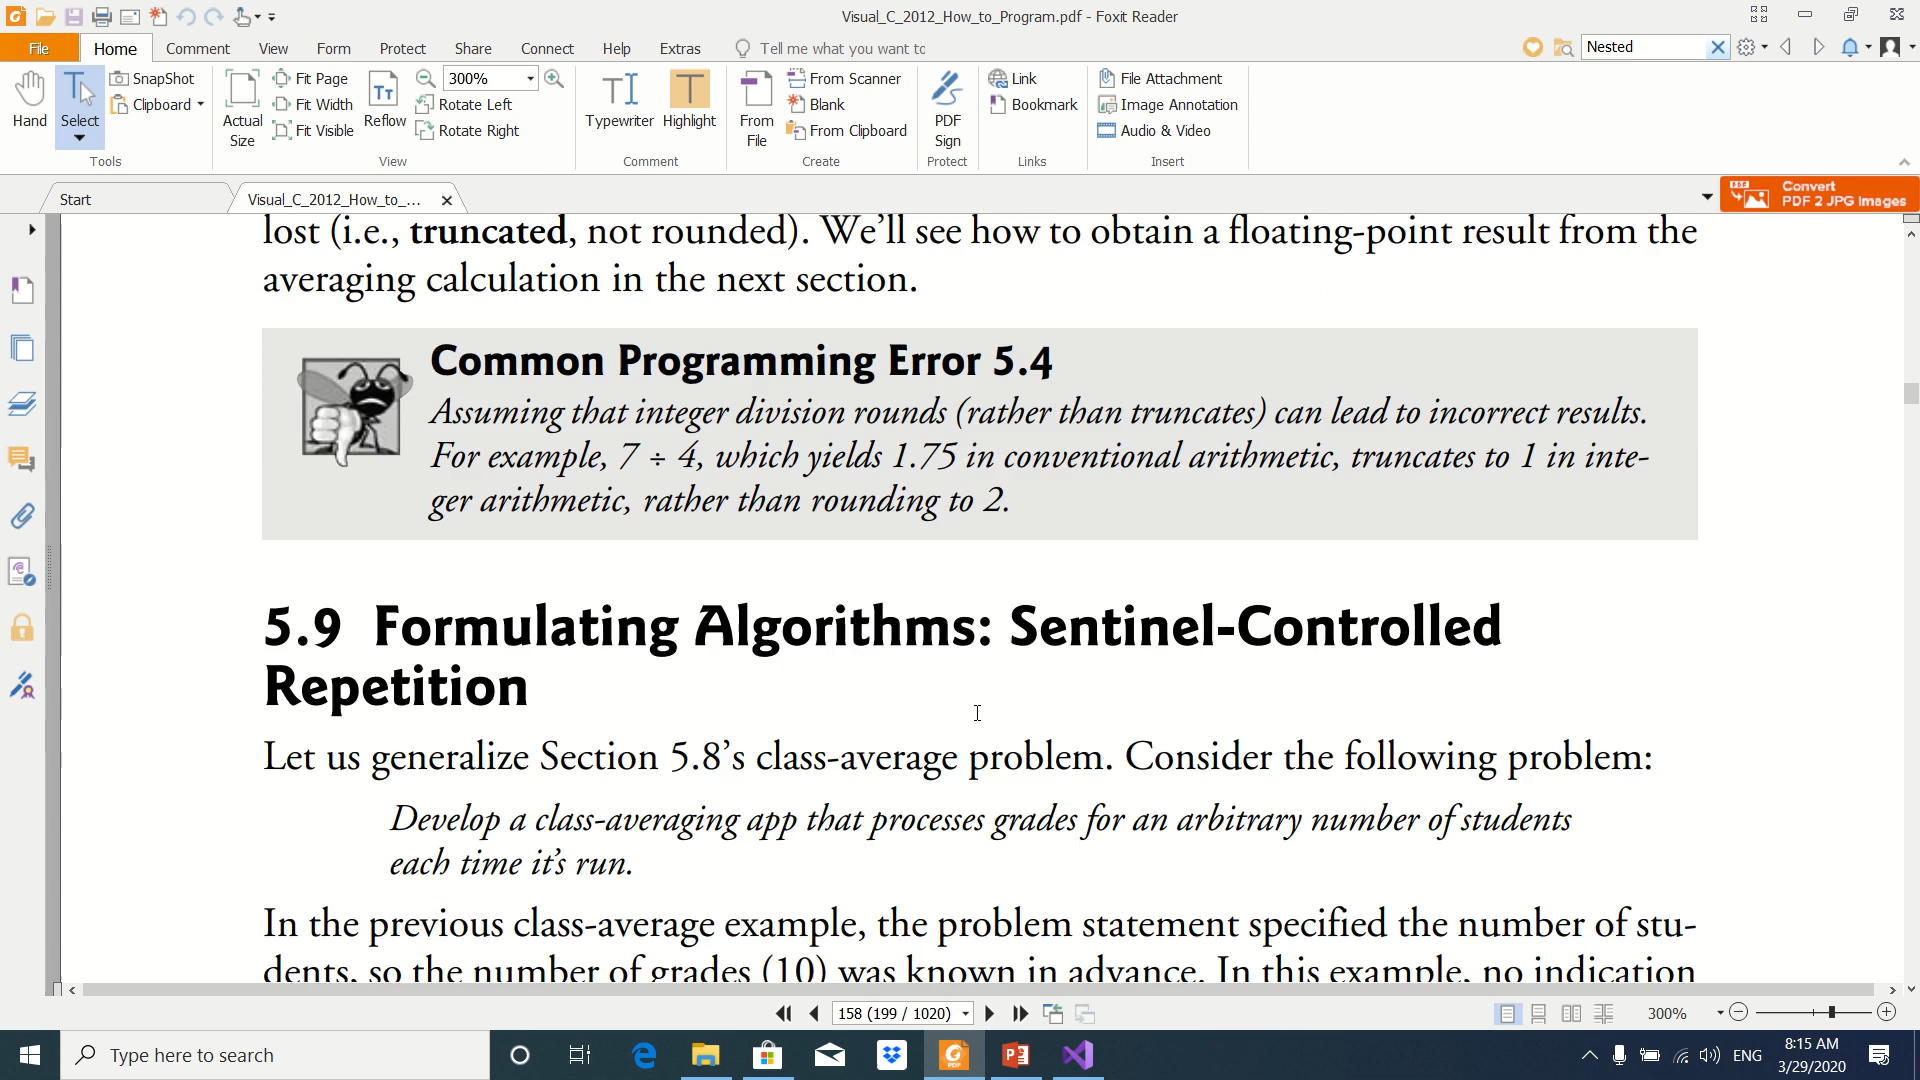 Visual_C_2012_How_to_Program.pdf - Foxit Reader
File Home Comment View Form Protect Share Connect Help Extras Tell me what you want to Nested
Hand
Select
SnapShot
Clipboard
Tools
Actual Size
Fit Page
Fit Width
Fit Visible
Reflow
300%
Rotate Left
Rotate Right
View
Typewriter
Highlight
Comment
From File
From Scanner
Blank
From Clipboard
Create
PDF Sign
Protect
Link
Bookmark
Links
File Attachment
Image Annotation
Audio & Video
Insert
Start
Visual_C_2012_How_to_...
PDF
Convert
PDF 2 JPG Images
lost (i.e., truncated, not rounded). We'll see how to obtain a floating-point result from the
averaging calculation in the next section.
Common Programming Error 5.4
Assuming that integer division rounds (rather than truncates) can lead to incorrect results.
For example, 7 ÷ 4, which yields 1.75 in conventional arithmetic, truncates to 1 in inte-
ger arithmetic, rather than rounding to 2.
5.9 Formulating Algorithms: Sentinel-Controlled
Repetition
Let us generalize Section 5.8's class-average problem. Consider the following problem:
Develop a class-averaging app that processes grades for an arbitrary number of students
each time it's run.
In the previous class-average example, the problem statement specified the number of stu-
dents, so the number of grades (10) was known in advance. In this example, no indication
158 (199 / 1020)
300%
Type here to search
ENG
8:15 AM
3/29/2020